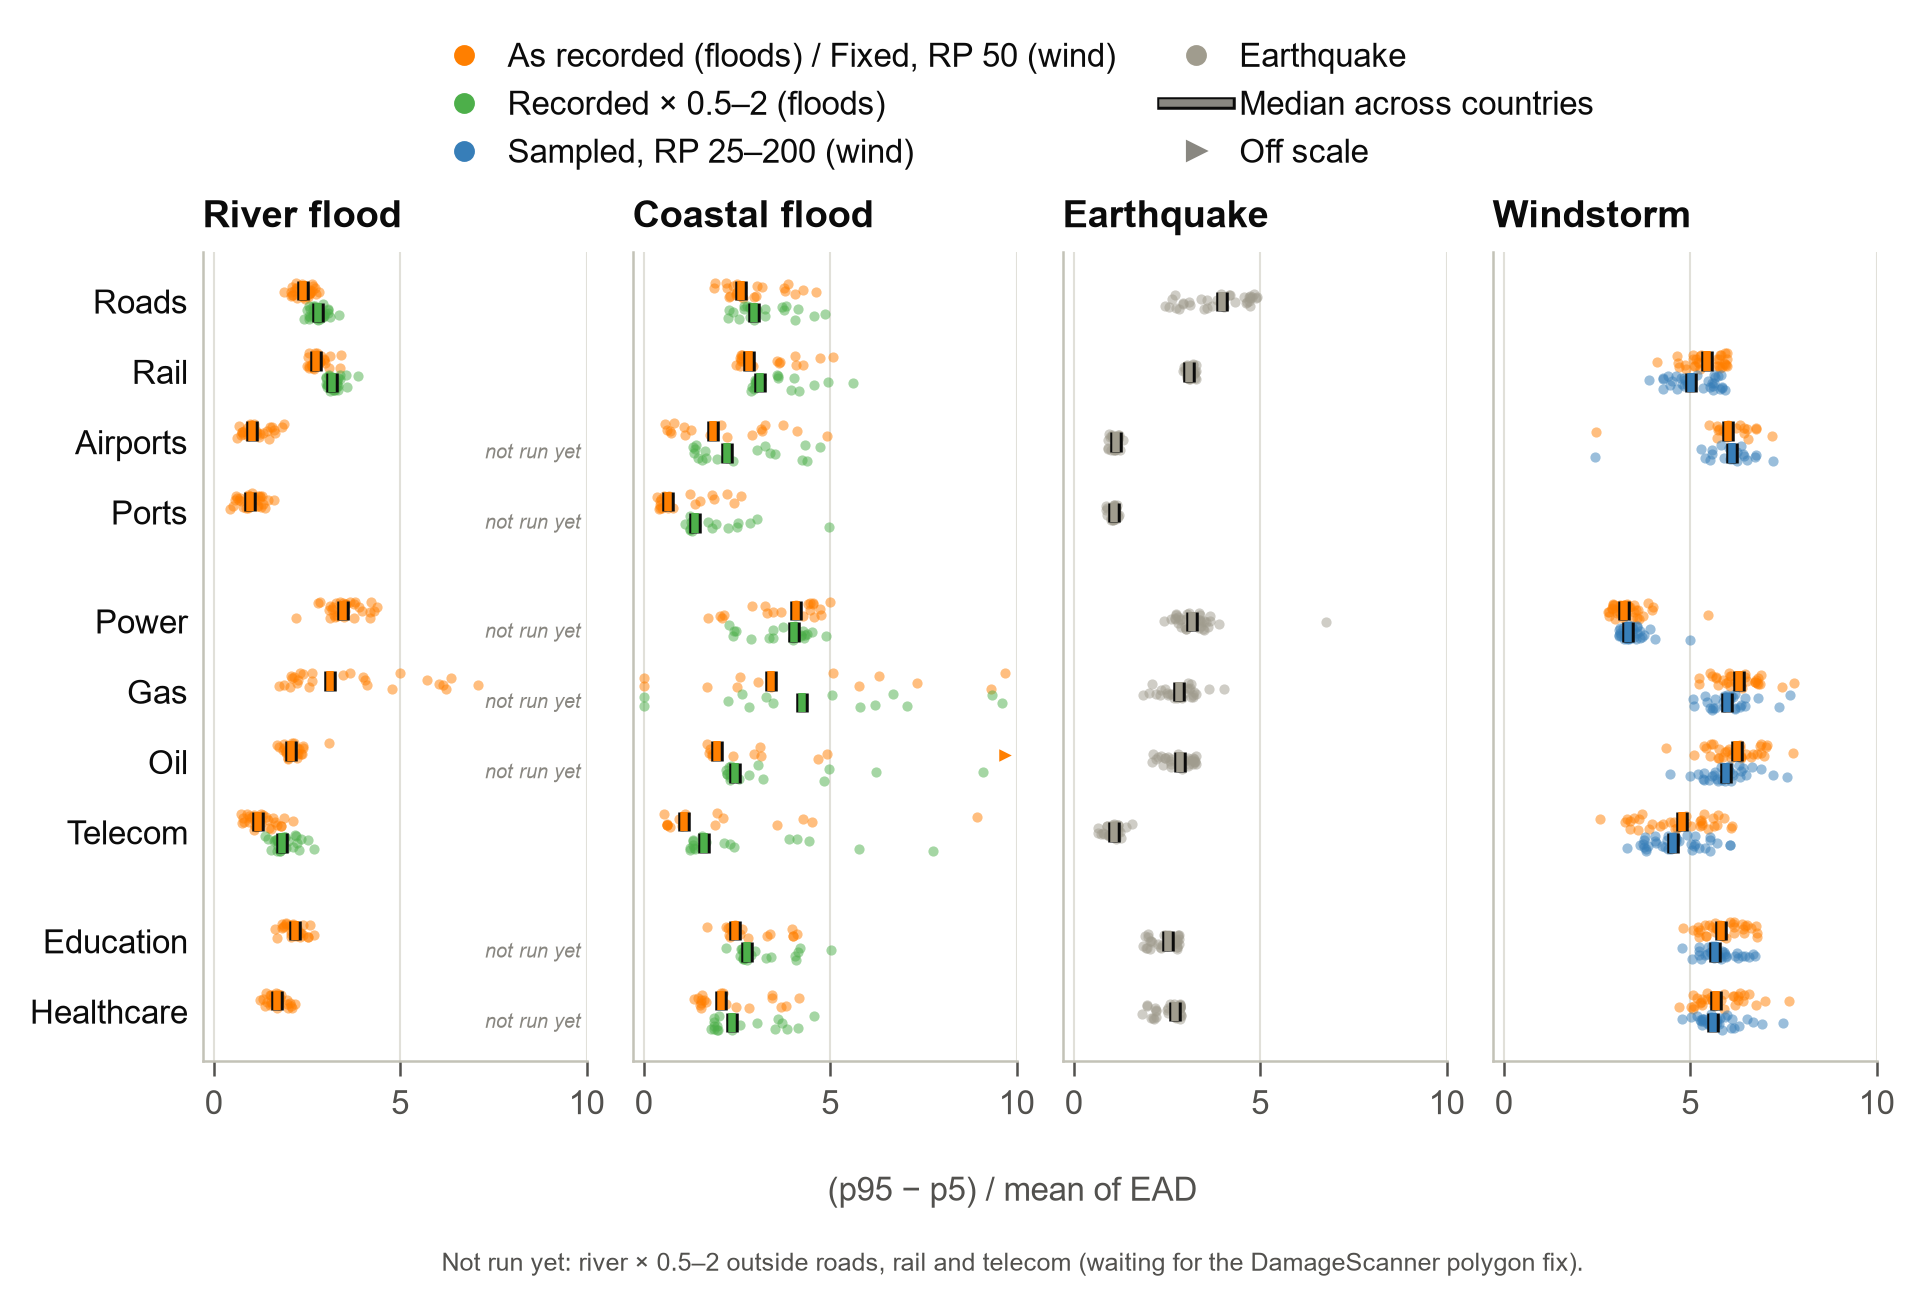 As recorded (floods) / Fixed, RP 50 (wind)
Recorded × 0.5–2 (floods)
Sampled, RP 25–200 (wind)
Earthquake
Median across countries
Off scale
River flood
Coastal flood
Earthquake
Windstorm
Roads
Rail
Airports
not run yet
Ports
not run yet
Power
not run yet
Gas
not run yet
Oil
not run yet
Telecom
Education
not run yet
Healthcare
not run yet
0 5 10
0 5 10
0 5 10
0 5 10
(p95 − p5) / mean of EAD
Not run yet: river × 0.5–2 outside roads, rail and telecom (waiting for the DamageScanner polygon fix).